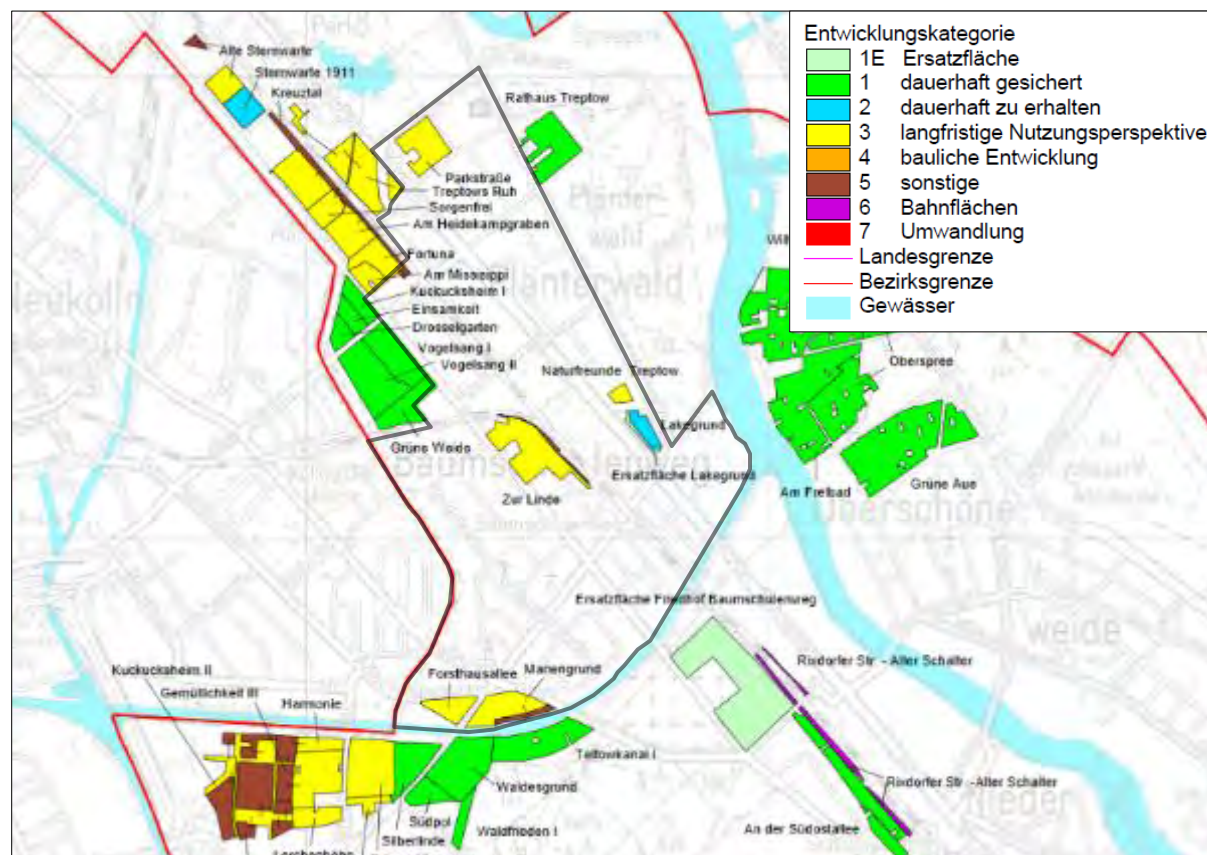 Alte Sternwarte
Sternwarte 1911
Kreuztal
Rathaus Treptow
Parkstraße
Treptows Ruh
Sorgenfrei
Am Heidekampgraben
Fortuna
Am Mississippi
Kuckucksheim I
Einsamkeit
Drosselgarten
Vogelsang I
Vogelsang II
Grüne Weide
Naturfreunde Treptow
Lakegrund
Ersatzfläche Lakegrund
Zur Linde
Oberspree
Am Freibad
Grüne Aue
Entwicklungskategorie
1E Ersatzfläche
1 dauerhaft gesichert
2 dauerhaft zu erhalten
3 langfristige Nutzungsperspektive
4 bauliche Entwicklung
5 sonstige
6 Bahnflächen
7 Umwandlung
Landesgrenze
Bezirksgrenze
Gewässer
Ersatzfläche Friedhof Baumschulenweg
Rixdorfer Str. - Alter Schalter
Rixdorfer Str. - Alter Schalter
An der Südostallee
Kuckucksheim II
Gemütlichkeit III
Harmonie
Forsthausallee
Mariengrund
Teltowkanal I
Waldesgrund
Südpol
Silberlinde
Waldfrieden I
Plänterwald
weide
Nieder